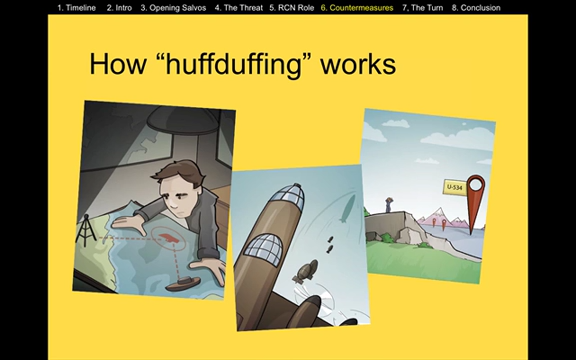 1. Timeline 2. Intro 3. Opening Salvos 4. The Threat 5. RCN Role 6. Countermeasures 7, The Turn 8. Conclusion
How “huffduffing” works
U-534